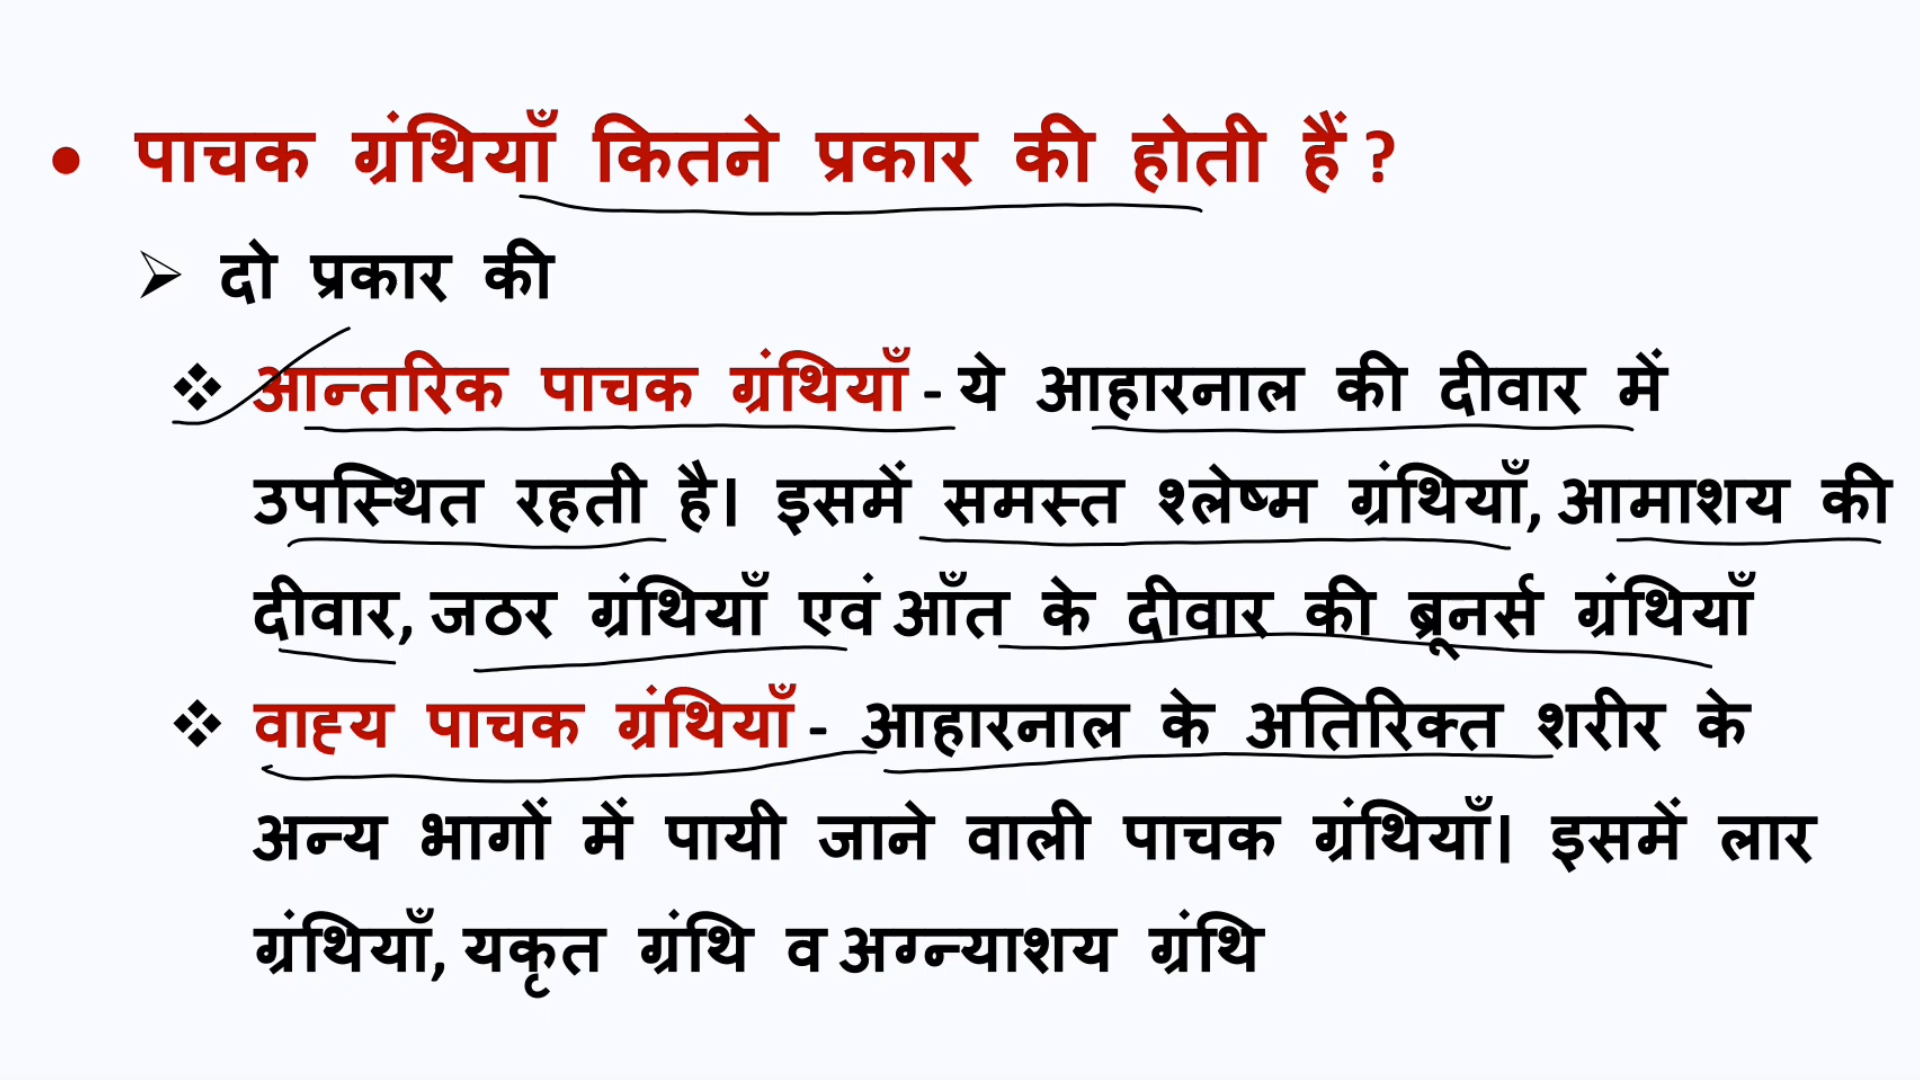 • पाचक ग्रंथियाँ कितने प्रकार की होती हैं ?
➢ दो प्रकार की
❖ आन्तरिक पाचक ग्रंथियाँ - ये आहारनाल की दीवार में
उपस्थित रहती है। इसमें समस्त श्लेष्म ग्रंथियाँ, आमाशय की
दीवार, जठर ग्रंथियाँ एवं आँत के दीवार की ब्रूनर्स ग्रंथियाँ
❖ वाह्य पाचक ग्रंथियाँ - आहारनाल के अतिरिक्त शरीर के
अन्य भागों में पायी जाने वाली पाचक ग्रंथियाँ। इसमें लार
ग्रंथियाँ, यकृत ग्रंथि व अग्न्याशय ग्रंथि